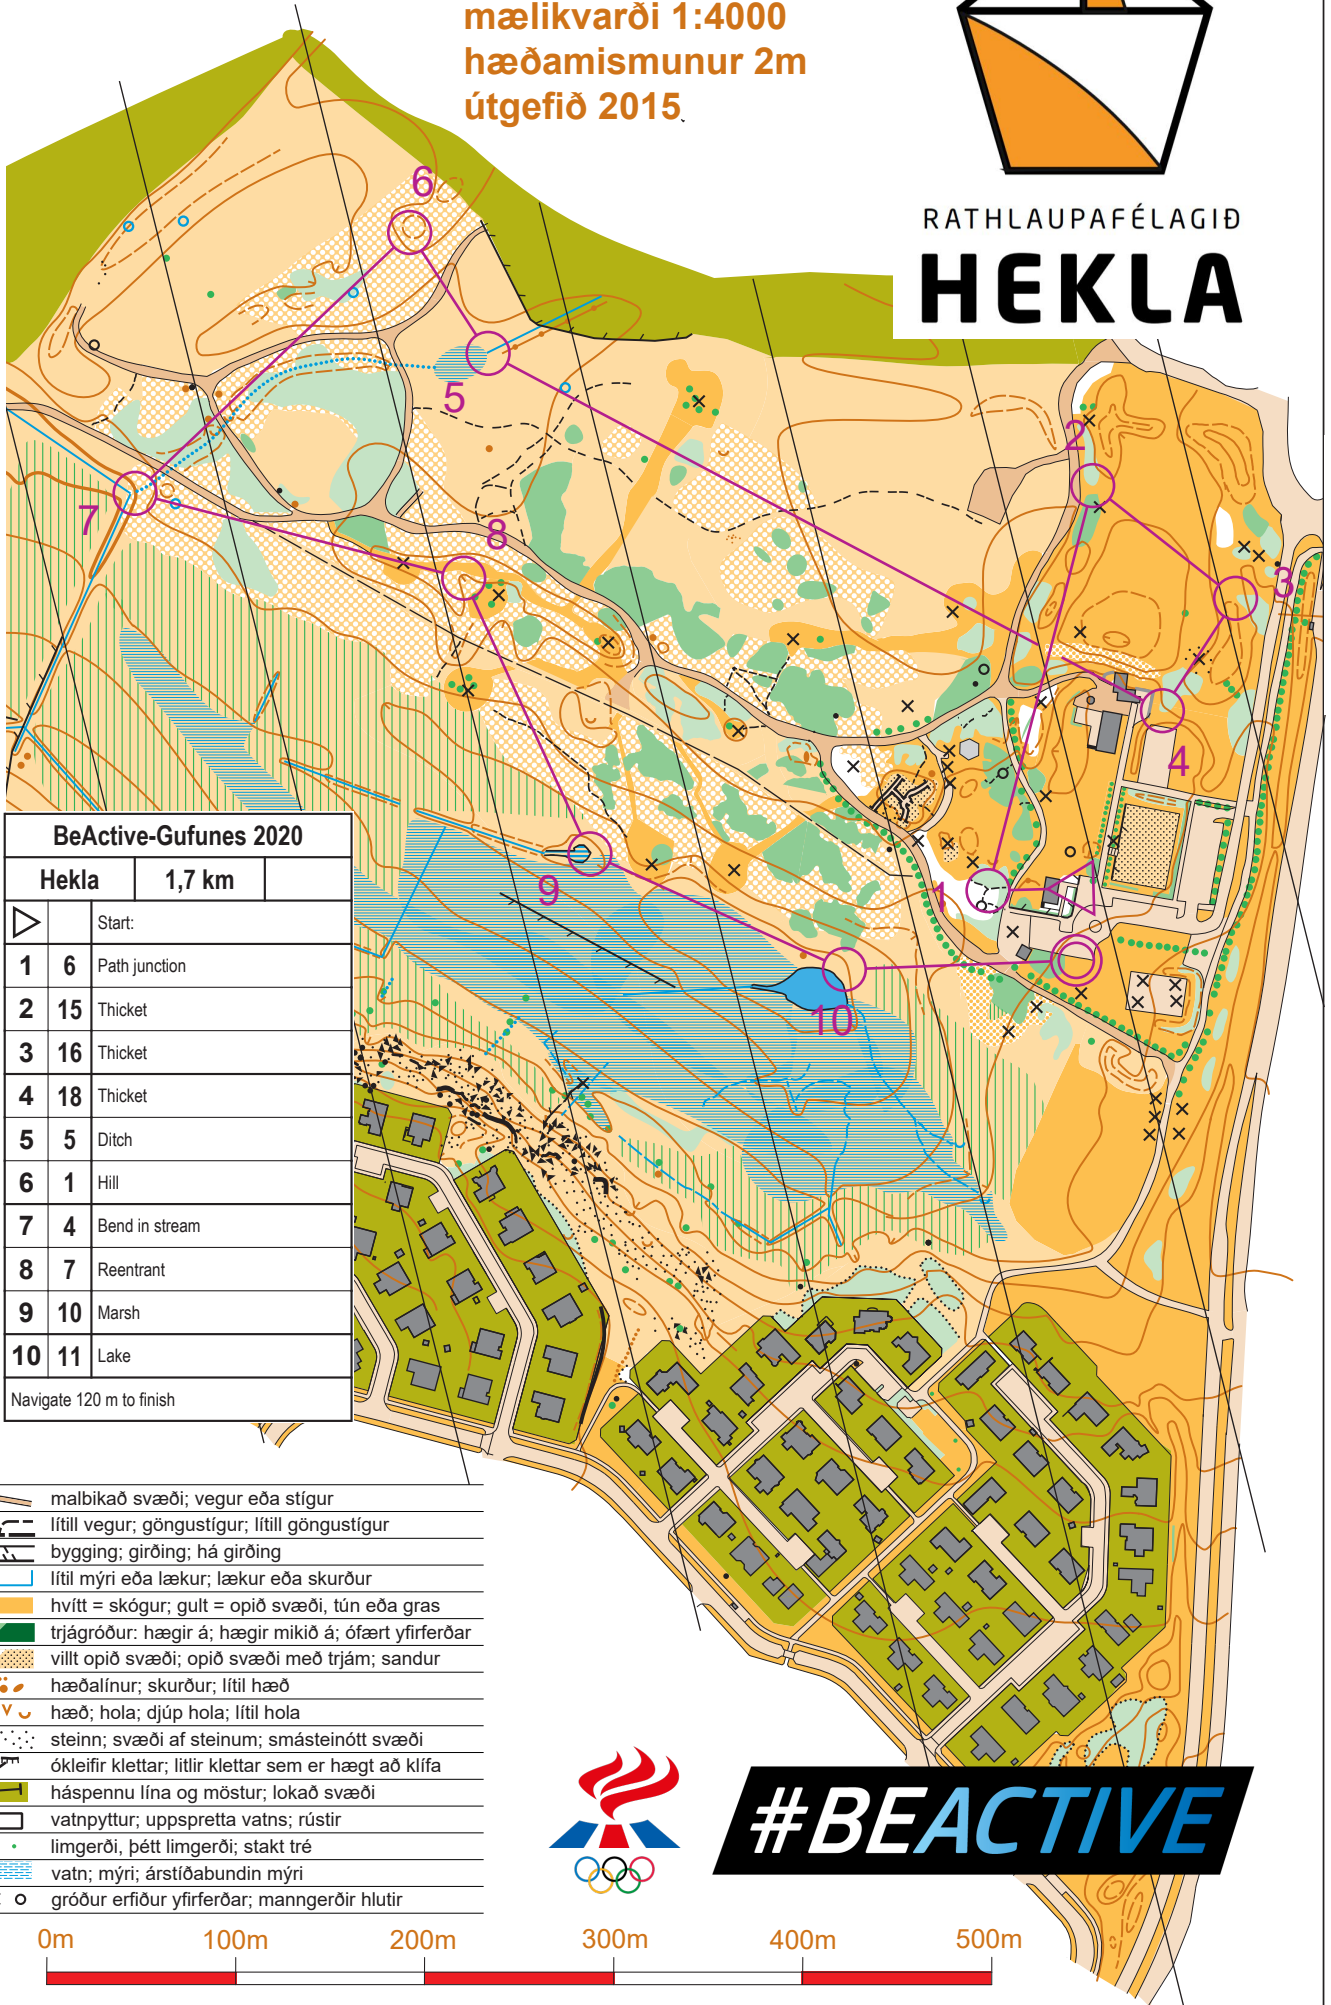 mælikvarði 1:4000
hæðamismunur 2m
útgefið 2015
RATHLAUPAFÉLAGIÐ
HEKLA
6
5
2
7
8
3
4
9
1
10
BeActive-Gufunes 2020
Hekla 1,7 km
Start:
1 6 Path junction
2 15 Thicket
3 16 Thicket
4 18 Thicket
5 5 Ditch
6 1 Hill
7 4 Bend in stream
8 7 Reentrant
9 10 Marsh
10 11 Lake
Navigate 120 m to finish
malbikað svæði; vegur eða stígur
lítill vegur; göngustígur; lítill göngustígur
bygging; girðing; há girðing
lítil mýri eða lækur; lækur eða skurður
hvítt = skógur; gult = opið svæði, tún eða gras
trjágróður: hægir á; hægir mikið á; ófært yfirferðar
villt opið svæði; opið svæði með trjám; sandur
hæðalínur; skurður; lítil hæð
hæð; hola; djúp hola; lítil hola
steinn; svæði af steinum; smásteinótt svæði
ókleifir klettar; litlir klettar sem er hægt að klífa
háspennu lína og möstur; lokað svæði
vatnpyttur; uppspretta vatns; rústir
limgerði, þétt limgerði; stakt tré
vatn; mýri; árstíðabundin mýri
gróður erfiður yfirferðar; manngerðir hlutir
#BEACTIVE
0m 100m 200m 300m 400m 500m